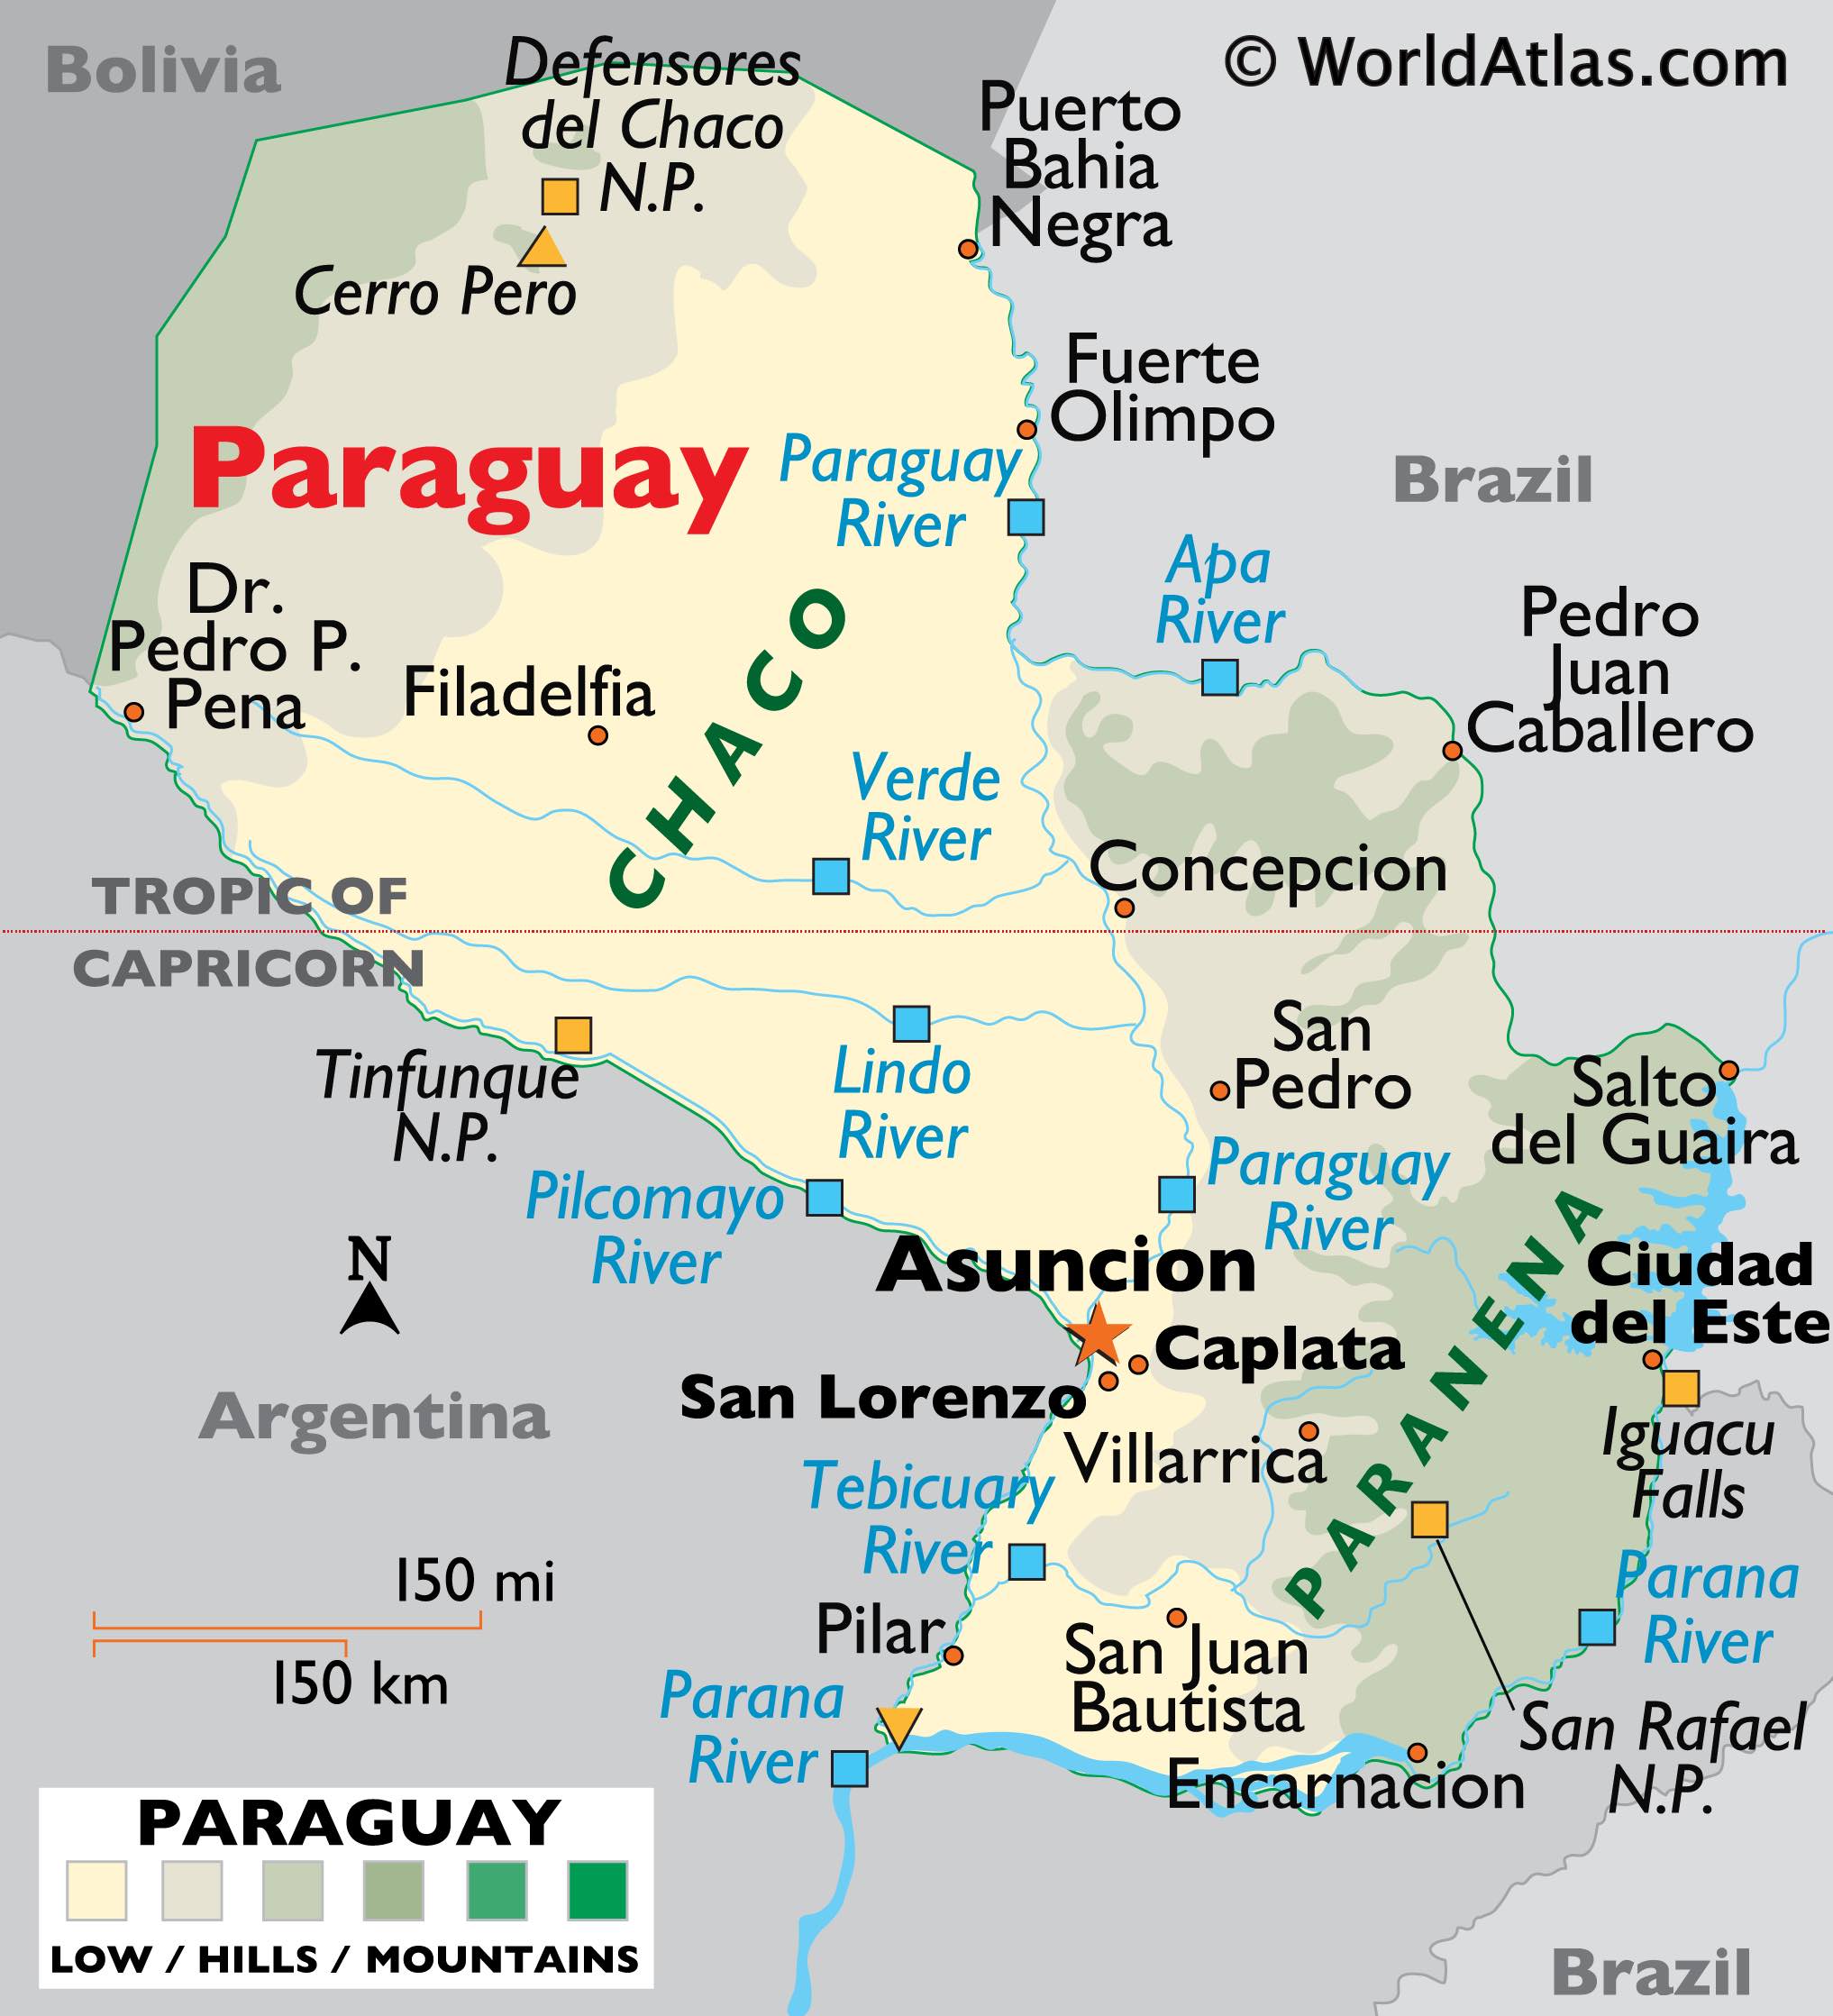 Bolivia
Defensores
del Chaco
N.P.
© WorldAtlas.com
Puerto
Bahia
Negra
Cerro Pero
Fuerte
Olimpo
Paraguay
Paraguay
River
Brazil
Apa
River
Pedro
Juan
Caballero
Dr.
Pedro P.
Pena
Filadelfia
CHACO
Verde
River
Concepcion
TROPIC OF
CAPRICORN
San
Pedro
Salto
del Guaira
Tinfunque
N.P.
Lindo
River
Pilcomayo
River
Paraguay
River
N
Asuncion
Ciudad
del Este
Caplata
San Lorenzo
PARANENA
Argentina
Villarrica
Iguacu
Falls
Tebicuary
River
150 mi
150 km
Pilar
San Juan
Bautista
Parana
River
Parana
River
San Rafael
N.P.
Encarnacion
PARAGUAY
LOW / HILLS / MOUNTAINS
Brazil